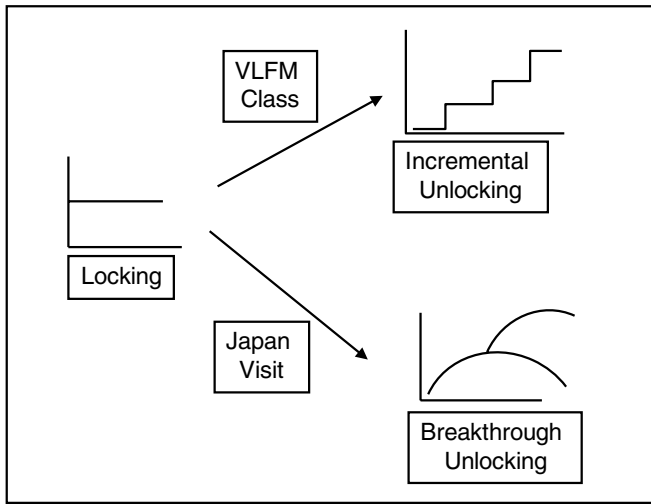 VLFM
Class
Incremental
Unlocking
Locking
Japan
Visit
Breakthrough
Unlocking